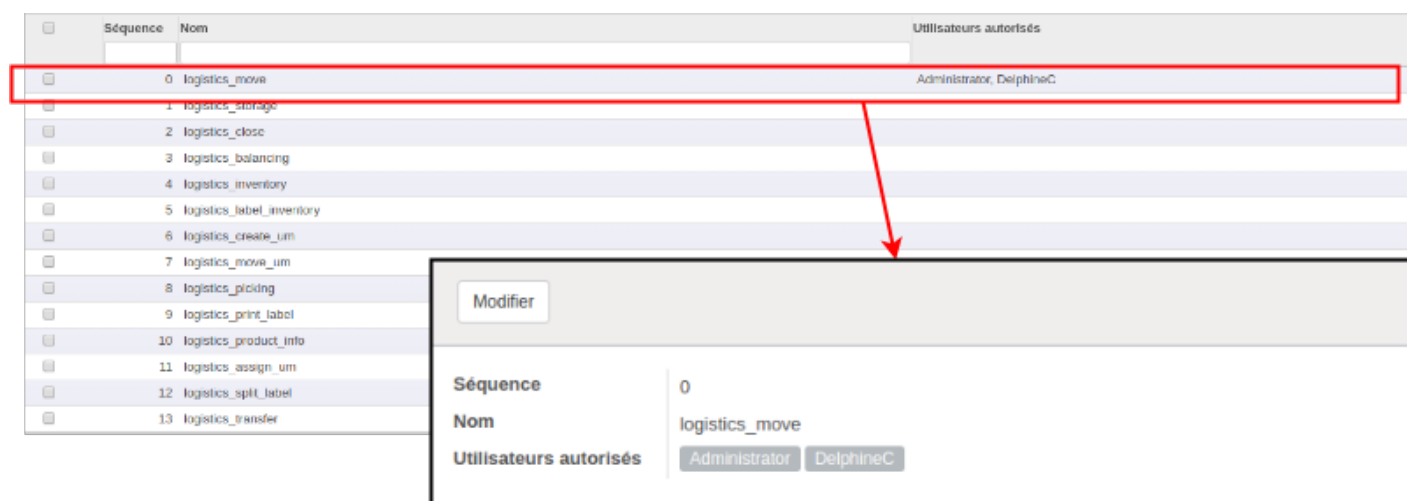 Séquence Nom Utilisateurs autorisés
0 logistics_move Administrator, DelphineC
1 logistics_storage
2 logistics_close
3 logistics_balancing
4 logistics_inventory
5 logistics_label_inventory
6 logistics_create_um
7 logistics_move_um
8 logistics_picking
9 logistics_print_label
10 logistics_product_info
11 logistics_assign_um
12 logistics_split_label
13 logistics_transfer
Modifier
Séquence 0
Nom logistics_move
Utilisateurs autorisés Administrator DelphineC